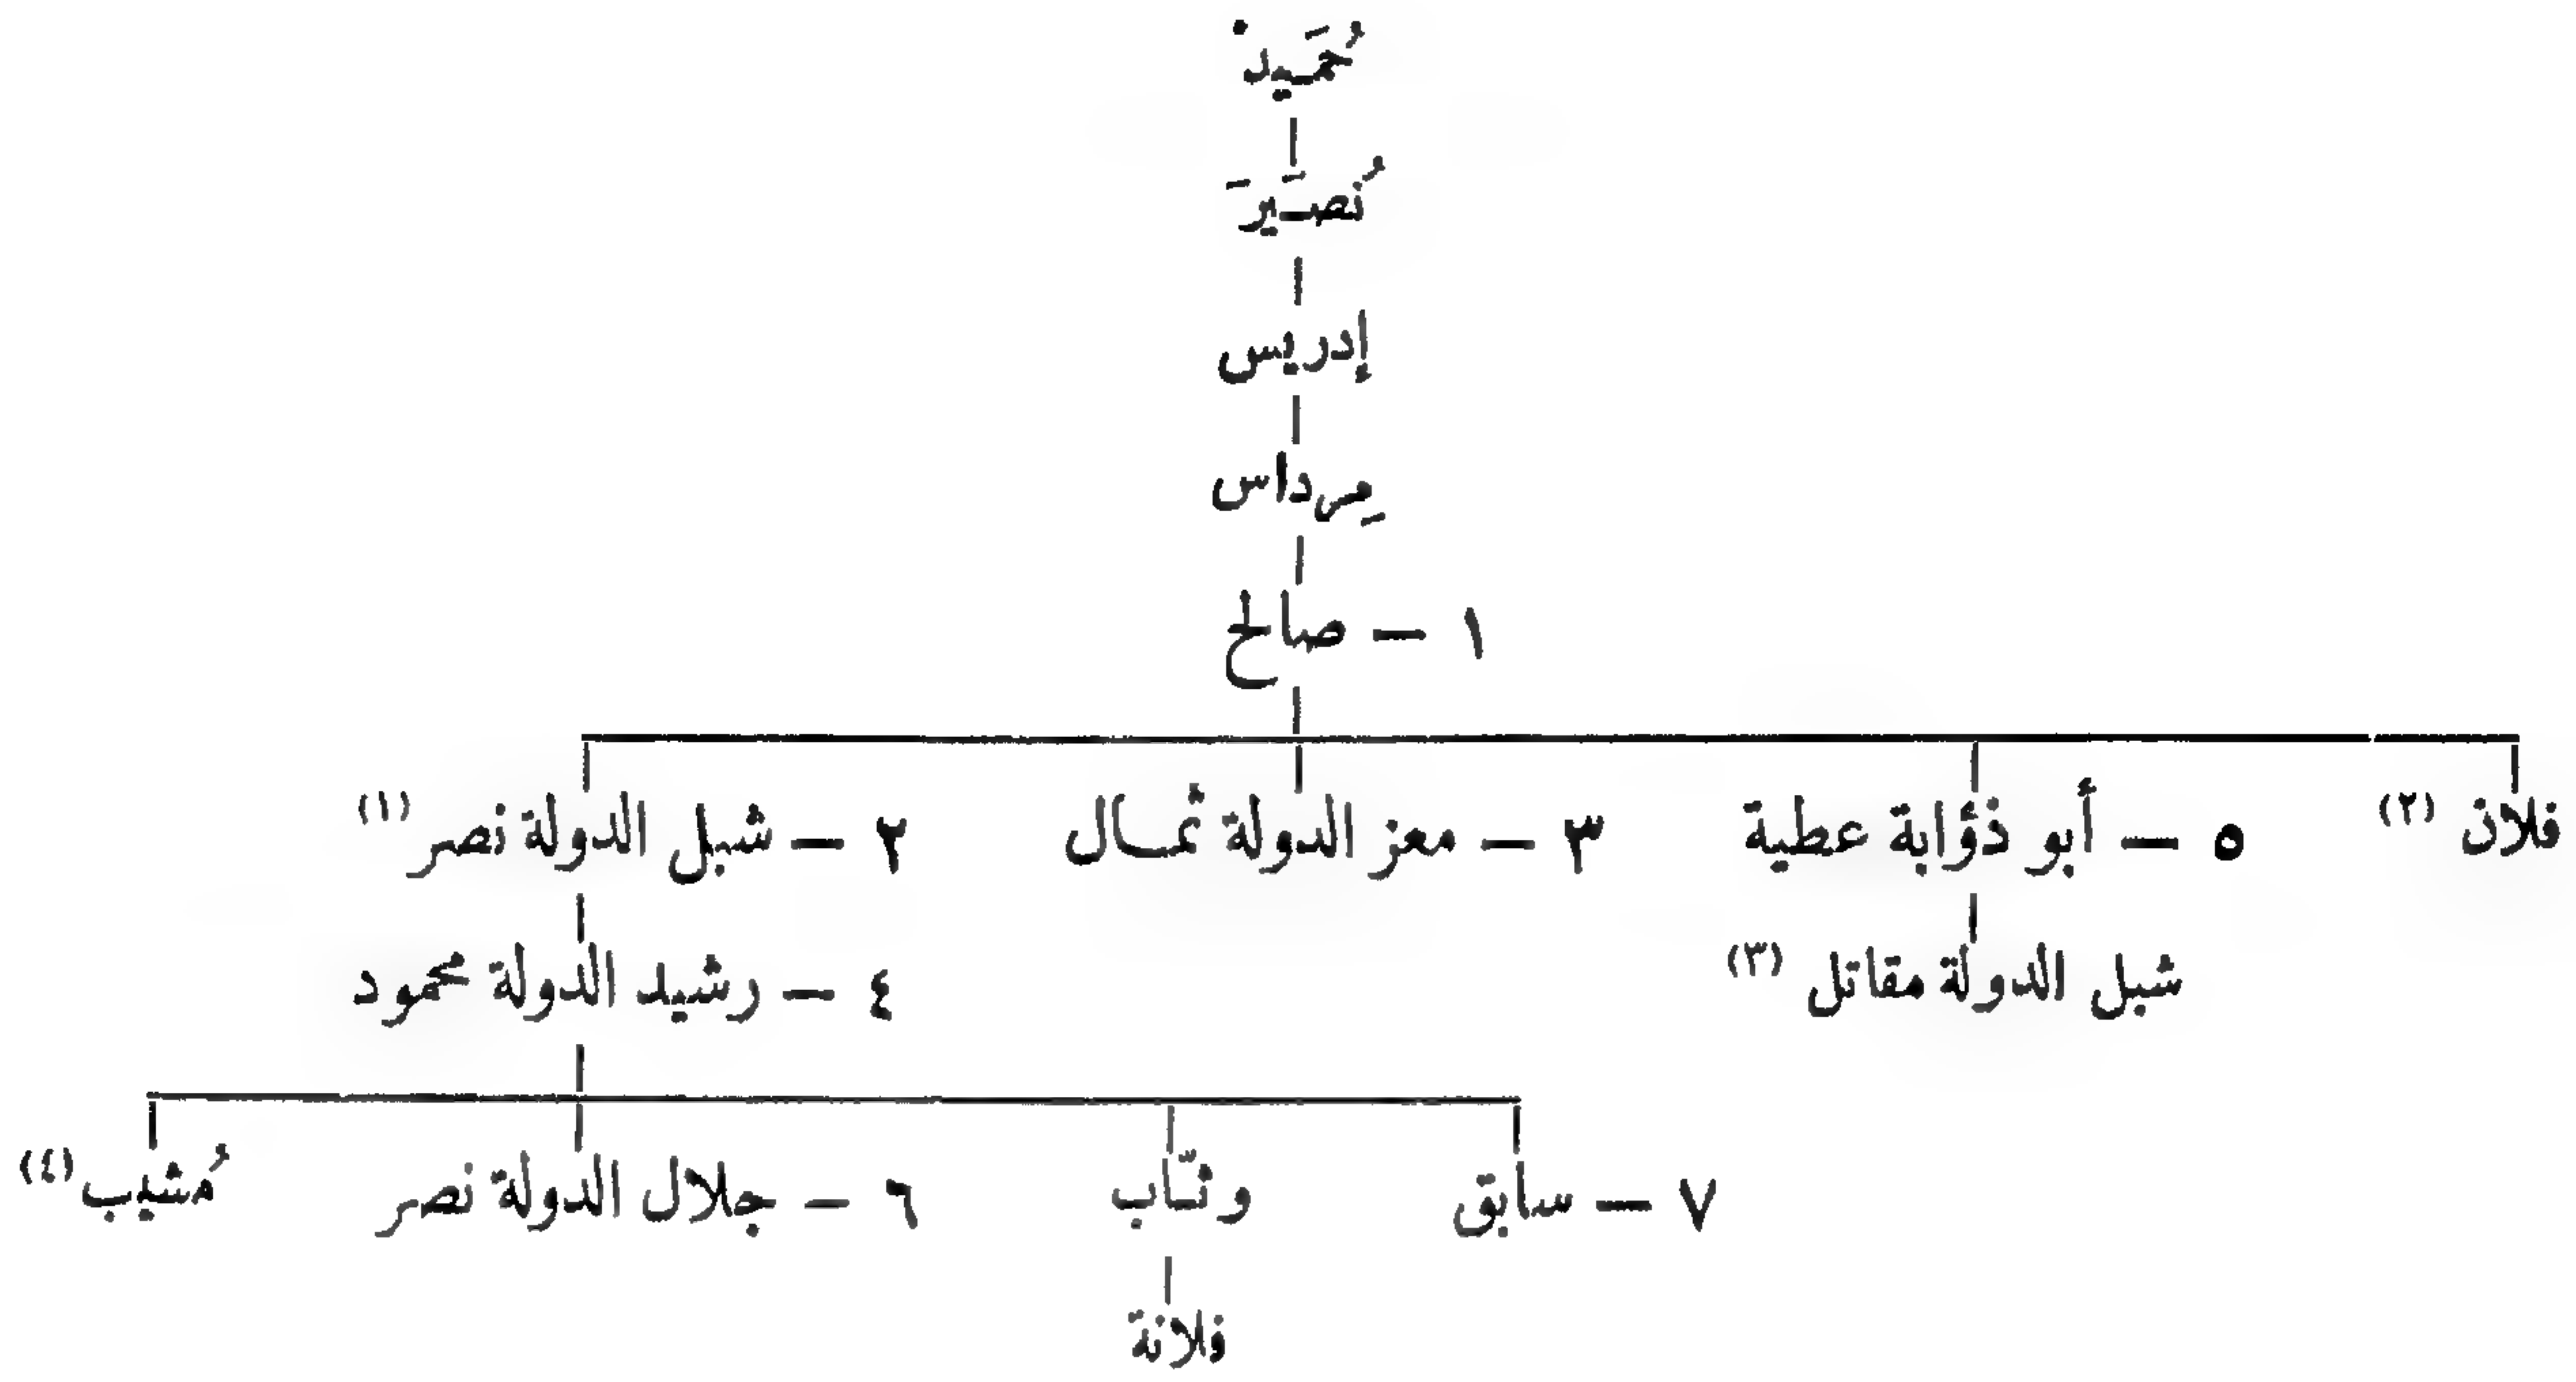 حُمَيدْ
نُصَيرَ
إدريس
مِرداس
١ – صالح
فلان (٢)
٥ – أبو ذؤابة عطية
٣ – معز الدولة ثمال
٢ – شبل الدولة نصر (١)
شبل الدولة مقاتل (٣)
٤ – رشيد الدولة محمود
٧ – سابق
وثّاب
٦ – جلال الدولة نصر
مُشيب (٤)
فلانة